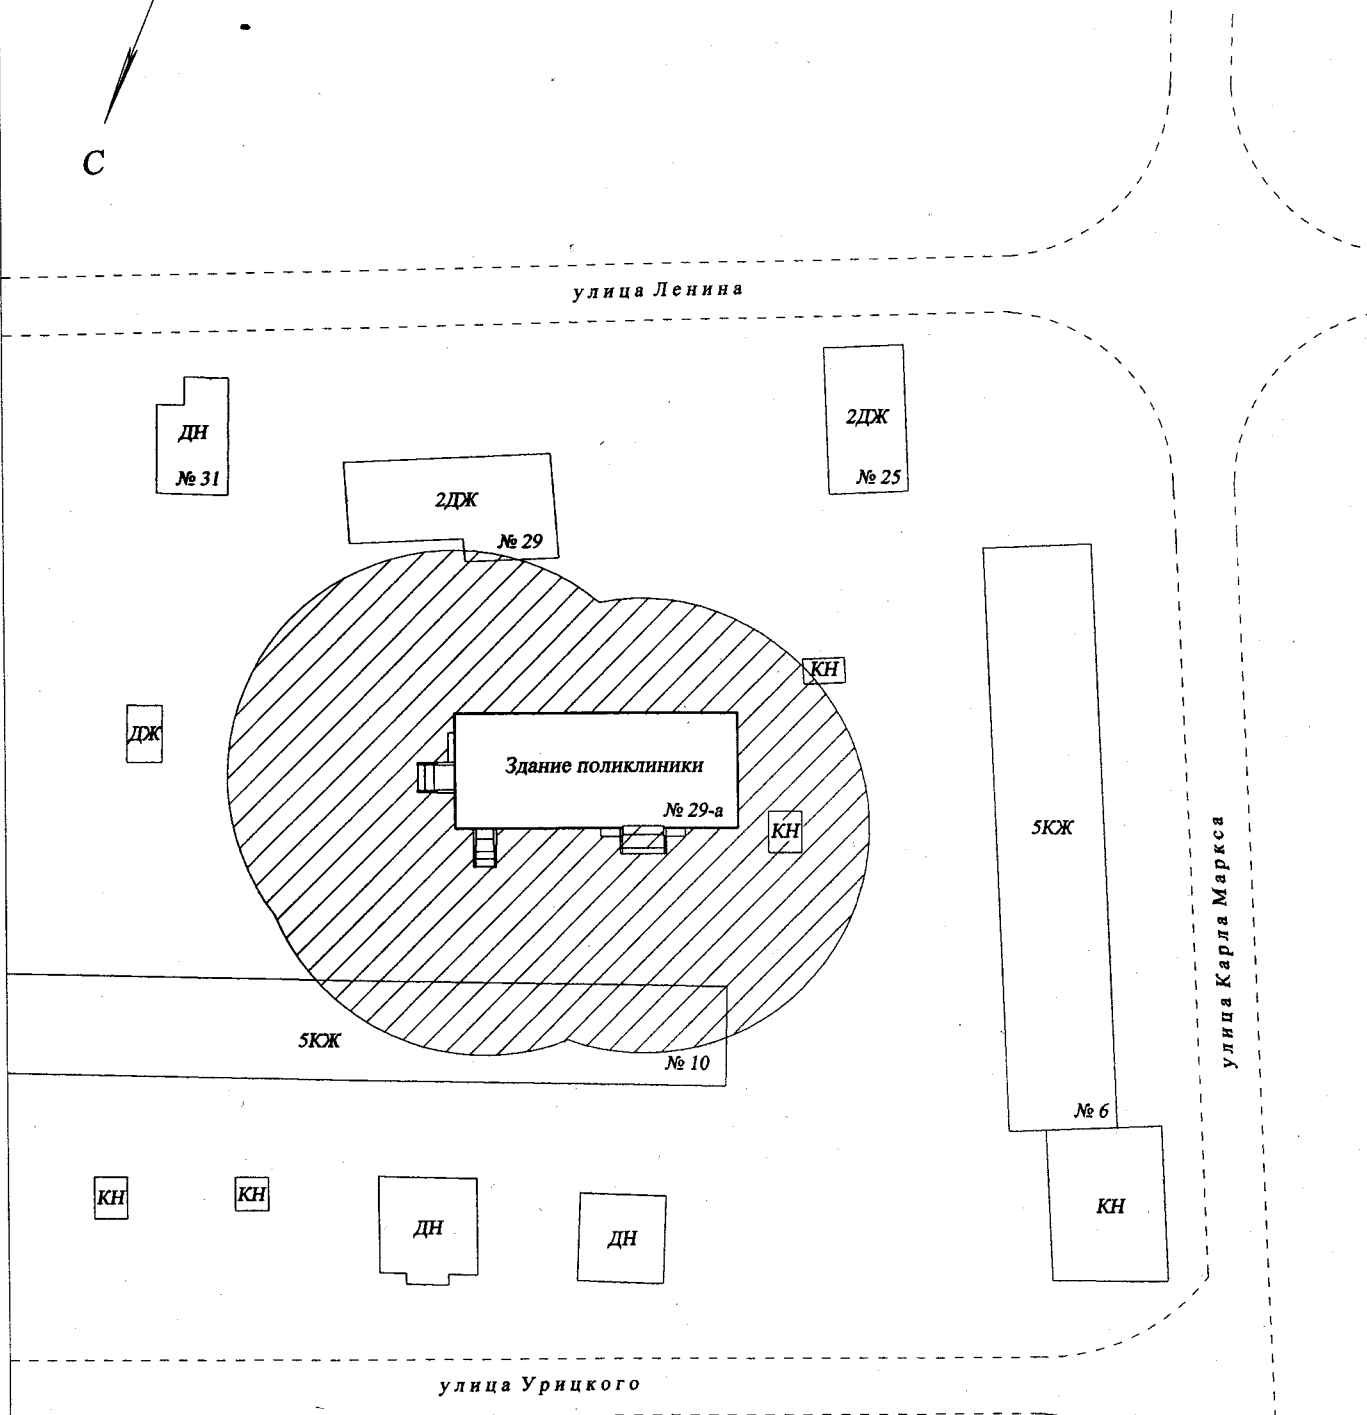 С
улица Ленина
2ДЖ
№ 25
ДН
№ 31
2ДЖ
№ 29
КН
ДЖ
Здание поликлиники
№ 29-а
КН
5КЖ
улица Карла Маркса
5КЖ
№ 10
№ 6
КН
КН
КН
ДН
ДН
улица Урицкого